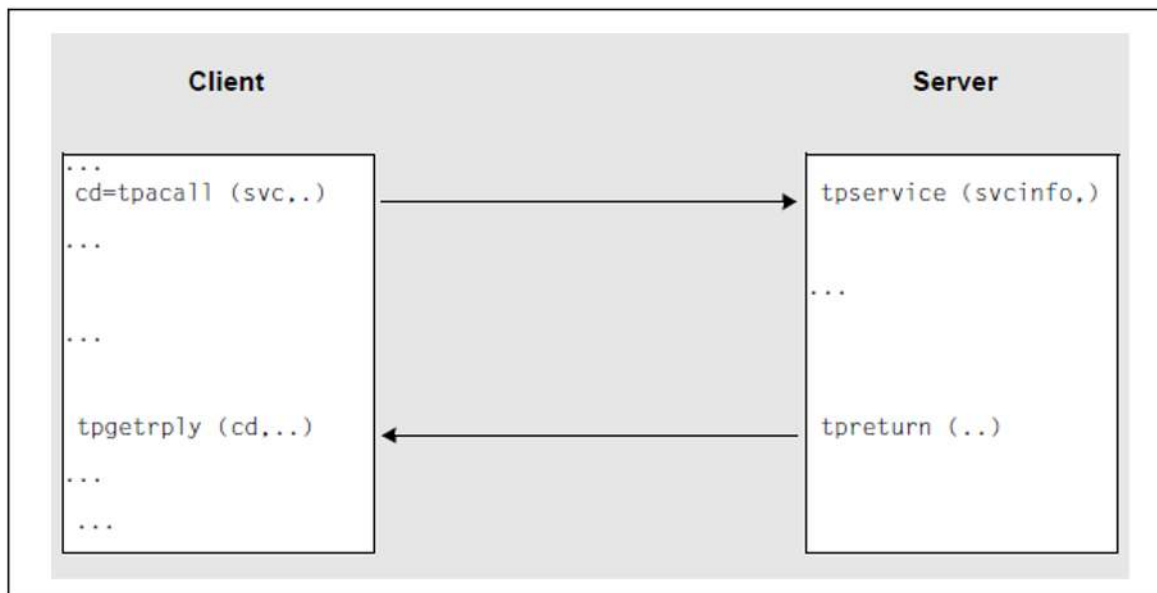 Client
Server
...
cd=tpacall (svc,..)
...
...
tpgetrply (cd,..)
...
...
tpservice (svcinfo,)
...
tpreturn (..)